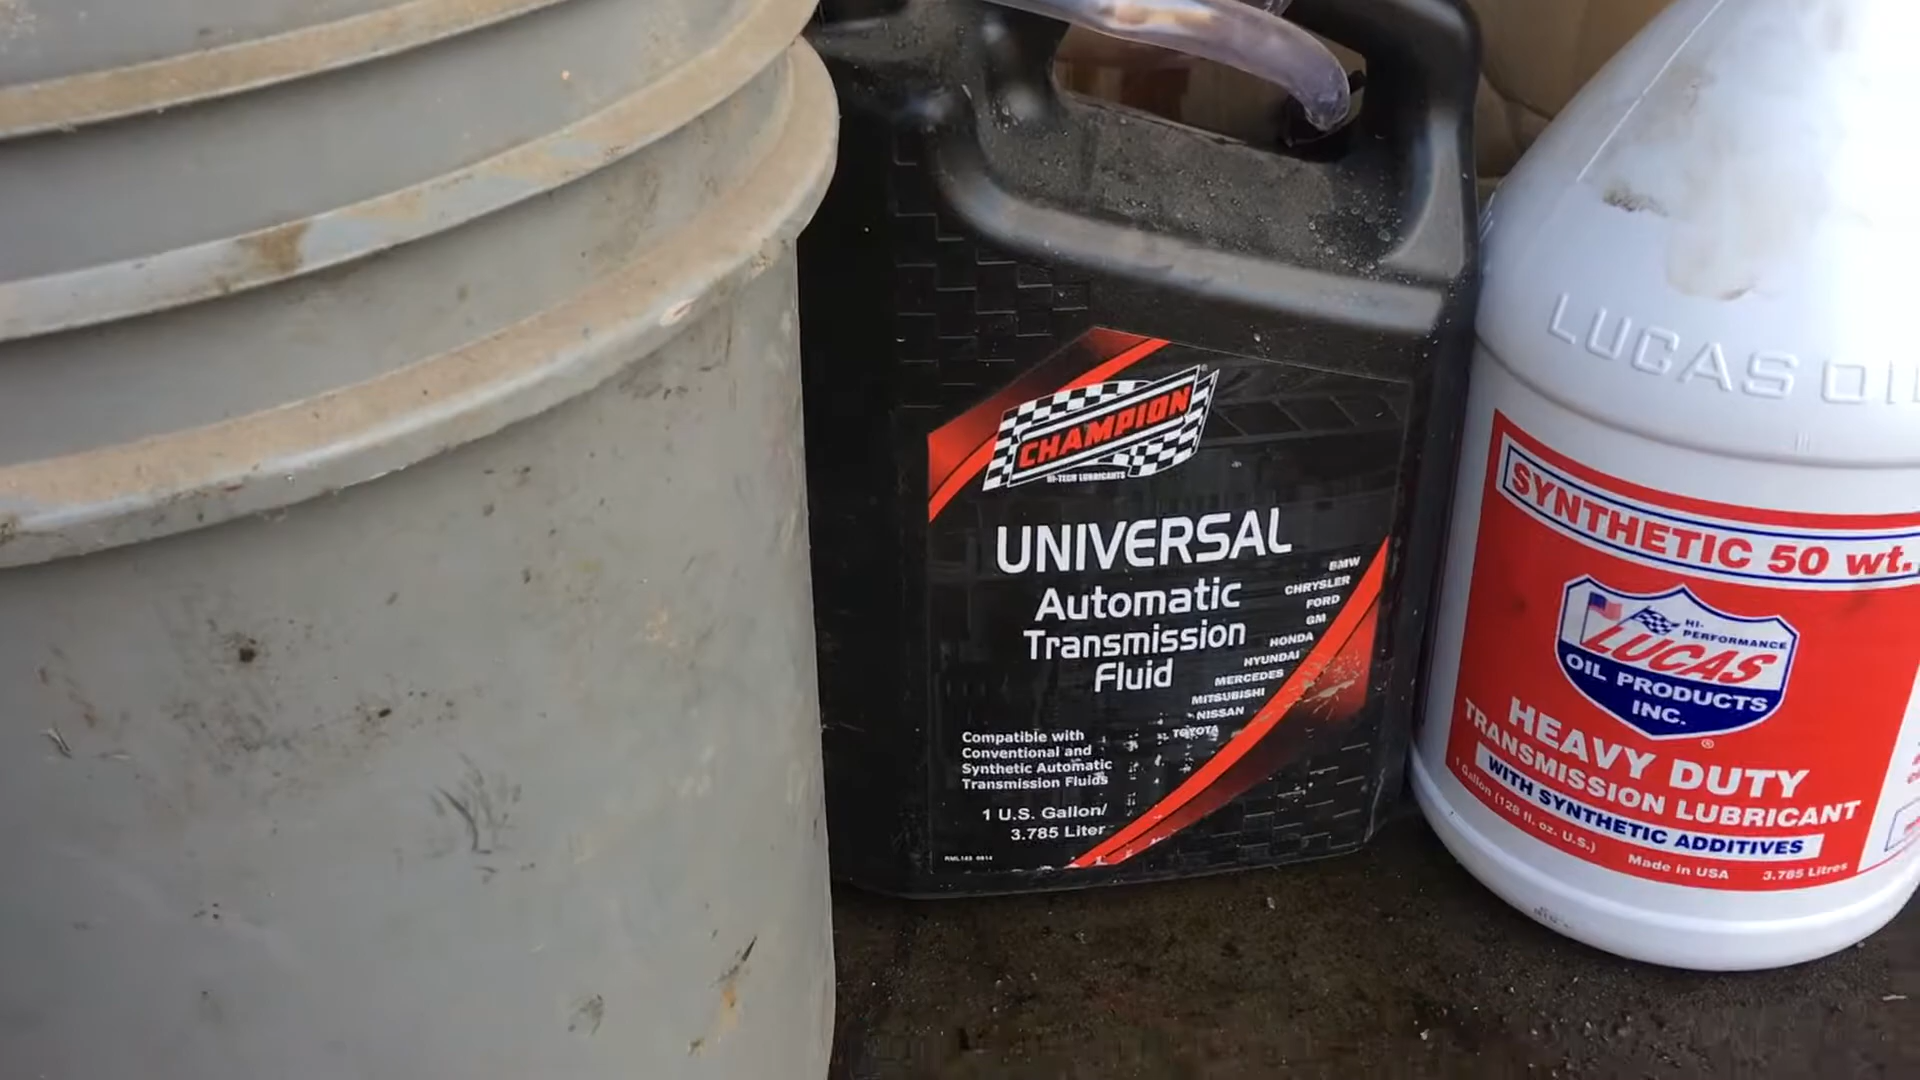 CHAMPION
HI-TECH LUBRICANTS
UNIVERSAL
Automatic
Transmission
Fluid
BMW
CHRYSLER
FORD
GM
HONDA
HYUNDAI
MERCEDES
MITSUBISHI
NISSAN
TOYOTA
Compatible with
Conventional and
Synthetic Automatic
Transmission Fluids
1 U.S. Gallon/
3.785 Liter
LUCAS OIL
SYNTHETIC 50 wt.
HI-
PERFORMANCE
LUCAS
OIL PRODUCTS
INC.
HEAVY DUTY
TRANSMISSION LUBRICANT
WITH SYNTHETIC ADDITIVES
1 Gallon (128 fl. oz. U.S.)
Made in USA
3.785 Litres